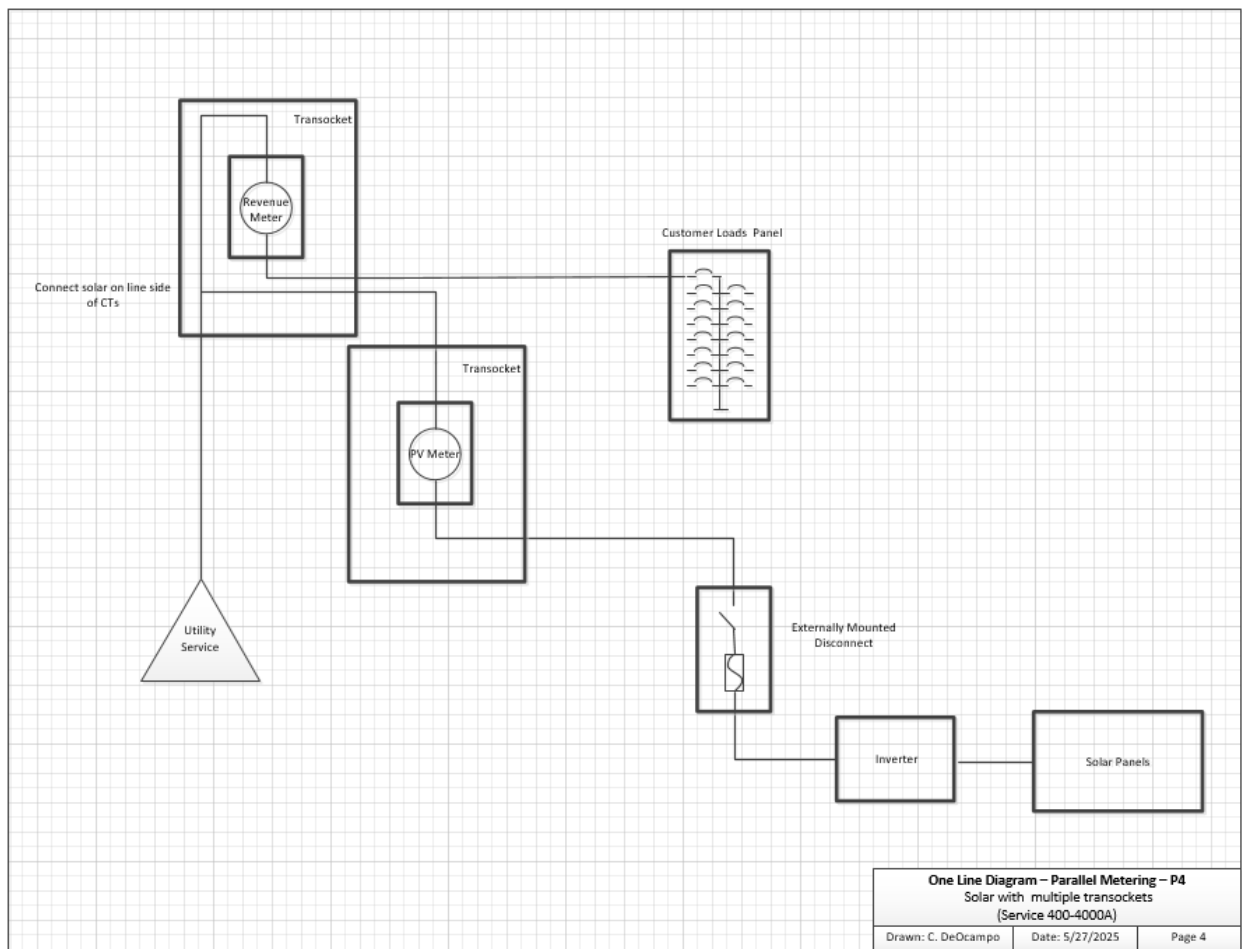 Transocket
Revenue
Meter
Customer Loads  Panel
Connect solar on line side
of CTs
Transocket
PV Meter
Utility
Service
Externally Mounted
Disconnect
Inverter
Solar Panels
One Line Diagram – Parallel Metering – P4
Solar with  multiple transockets
(Service 400-4000A)
Drawn: C. DeOcampo
Date: 5/27/2025
Page 4